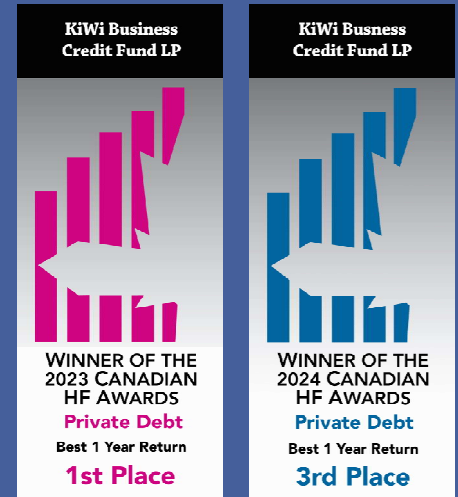 KiWi Business
Credit Fund LP
WINNER OF THE
2023 CANADIAN
HF AWARDS
Private Debt
Best 1 Year Return
1st Place
KiWi Busness
Credit Fund LP
WINNER OF THE
2024 CANADIAN
HF AWARDS
Private Debt
Best 1 Year Return
3rd Place